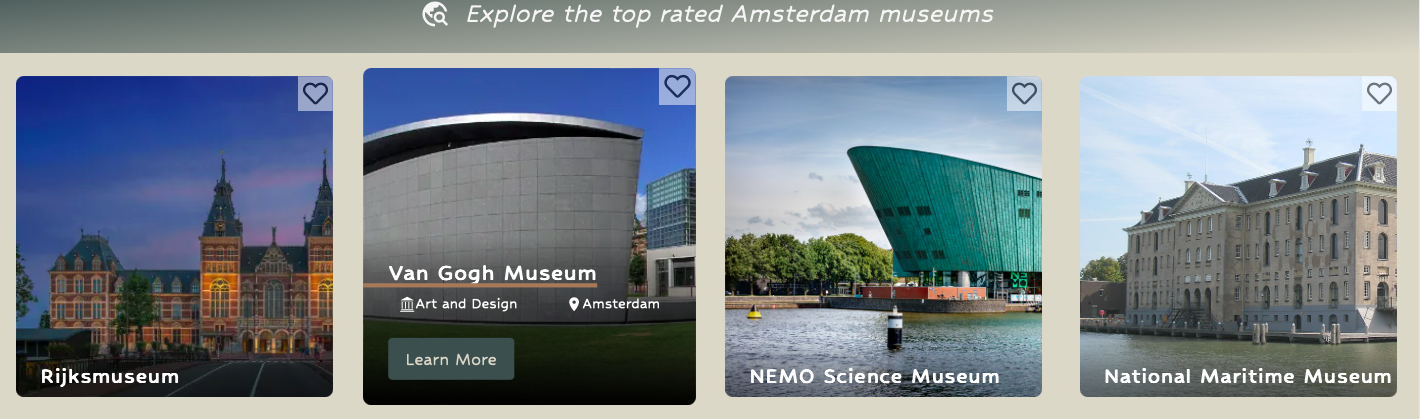 Explore the top rated Amsterdam museums
Rijksmuseum
Van Gogh Museum
Art and Design
Amsterdam
Learn More
NEMO Science Museum
National Maritime Museum